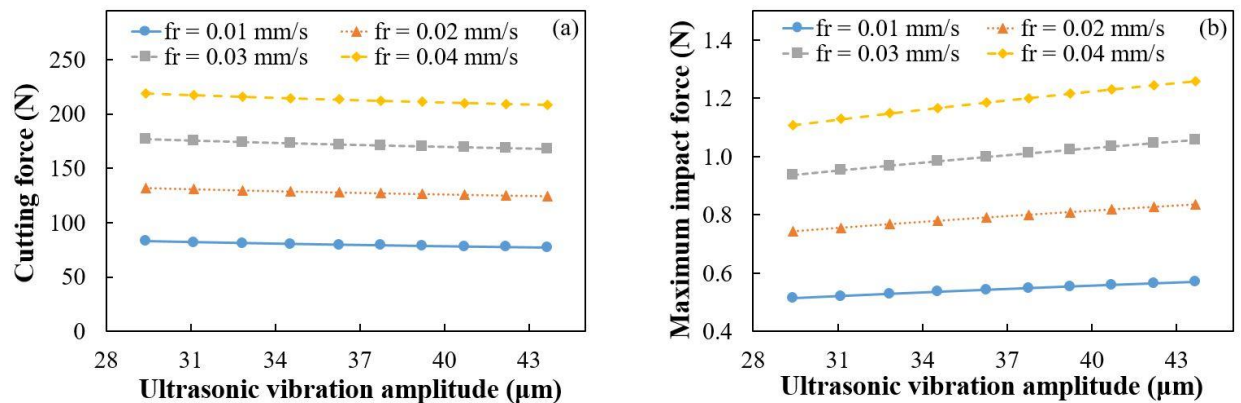 fr = 0.01 mm/s fr = 0.02 mm/s (a)
fr = 0.03 mm/s fr = 0.04 mm/s
250
200
150
100
50
0
28 31 34 37 40 43
Cutting force (N)
Ultrasonic vibration amplitude (μm)
fr = 0.01 mm/s fr = 0.02 mm/s (b)
fr = 0.03 mm/s fr = 0.04 mm/s
1.4
1.2
1.0
0.8
0.6
0.4
28 31 34 37 40 43
Maximum impact force (N)
Ultrasonic vibration amplitude (μm)